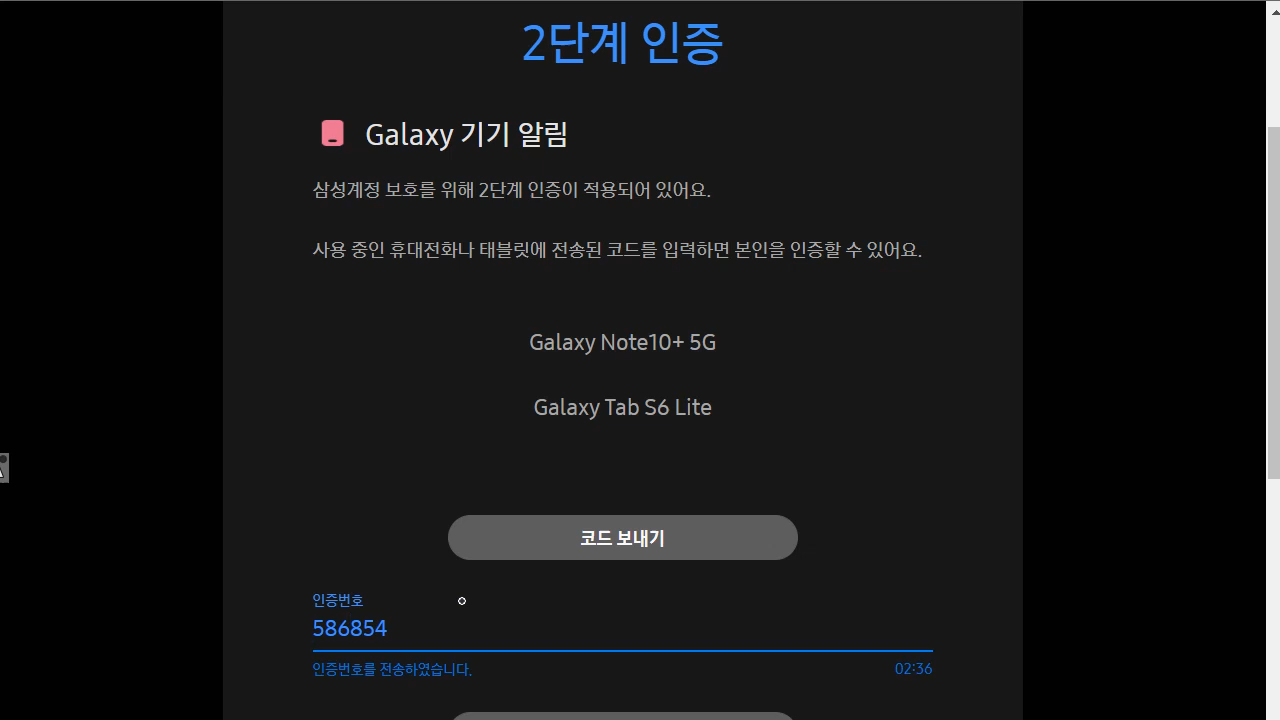 2단계 인증
Galaxy 기기 알림
삼성계정 보호를 위해 2단계 인증이 적용되어 있어요.
사용 중인 휴대전화나 태블릿에 전송된 코드를 입력하면 본인을 인증할 수 있어요.
Galaxy Note10+ 5G
Galaxy Tab S6 Lite
코드 보내기
인증번호
586854
인증번호를 전송하였습니다.
02:36